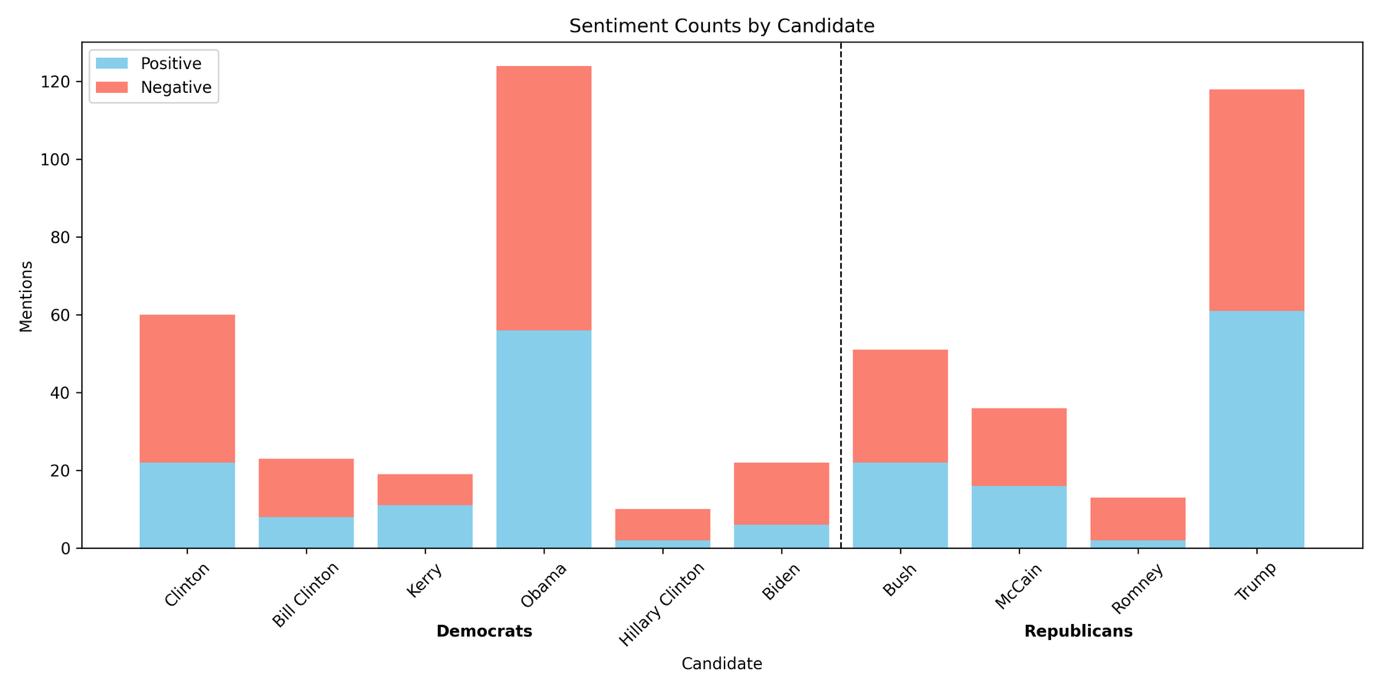 Sentiment Counts by Candidate
Positive
Negative
120
100
80
60
40
20
0
Mentions
Clinton
Bill Clinton
Kerry
Obama
Hillary Clinton
Biden
Bush
McCain
Romney
Trump
Democrats
Republicans
Candidate